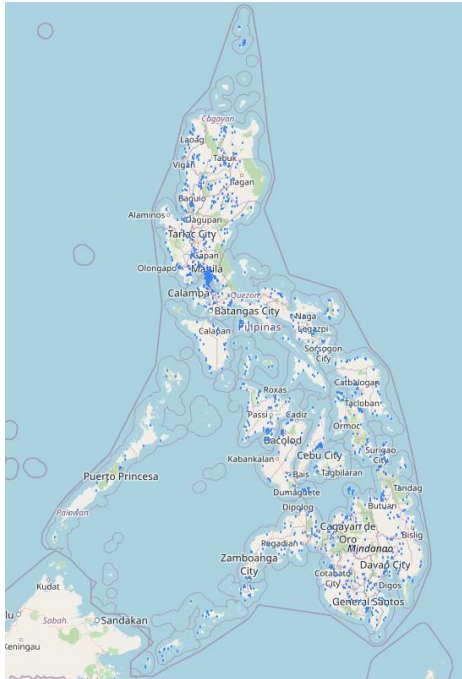 Cagayan
Laoag
Tabuk
Vigan
Ilagan
Baguio
Alaminos
Dagupan
Tarlac City
Gapan
Olongapo
Manila
Calamba
Quezon
Batangas City
Naga
Calapan
Pilipinas
Legazpi
Sorsogon
City
Catbalogan
Roxas
Tacloban
Passi
Cadiz
Ormoc
Bacolod
Kabankalan
Cebu City
Surigao
City
Puerto Princesa
Bais
Tagbilaran
Dumaguete
Tandag
Palawan
Dipolog
Butuan
Cagayan de
Oro
Bislig
Pagadian
Mindanao
Zamboanga
City
Cotabato
City
Davao City
Kudat
Digos
General Santos
lu
Sabah
Sandakan
Keningau